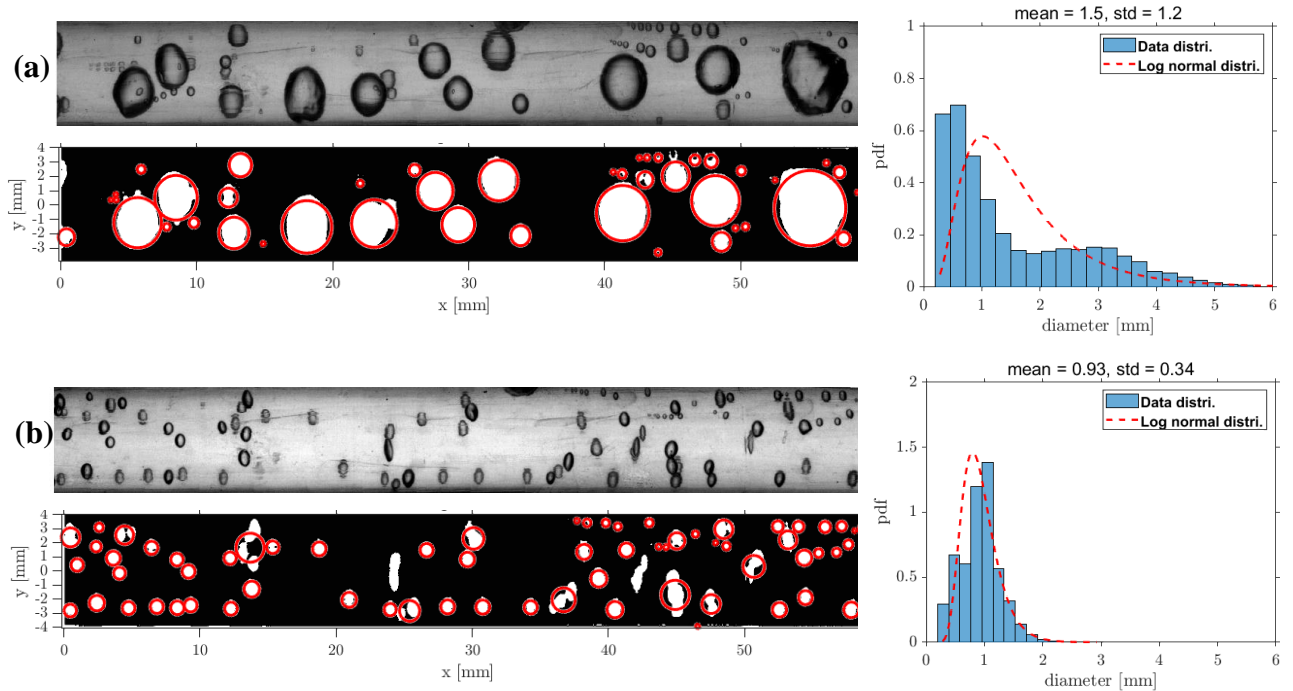 (a)
4
3
2
1
0
-1
-2
-3
y [mm]
0 10 20 30 40 50
x [mm]
mean = 1.5, std = 1.2
1
0.8
0.6
0.4
0.2
0
pdf
Data distri.
Log normal distri.
0 1 2 3 4 5 6
diameter [mm]
(b)
4
3
2
1
0
-1
-2
-3
-4
y [mm]
0 10 20 30 40 50
x [mm]
mean = 0.93, std = 0.34
2
1.5
1
0.5
0
pdf
Data distri.
Log normal distri.
0 1 2 3 4 5 6
diameter [mm]